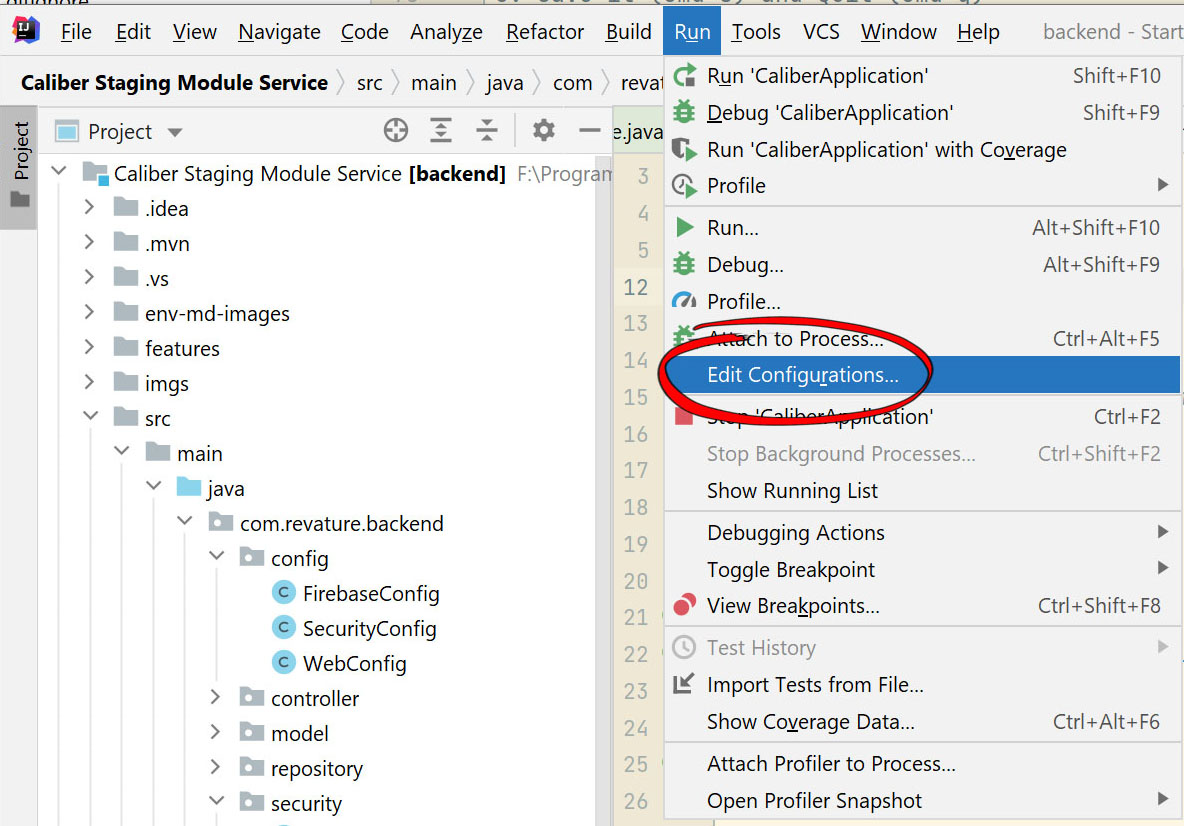 File Edit View Navigate Code Analyze Refactor Build Run Tools VCS Window Help backend - Start
Caliber Staging Module Service src main java com revat
Project
Project
e.java
Caliber Staging Module Service [backend] F:\Program
.idea
.mvn
.vs
env-md-images
features
imgs
src
main
java
com.revature.backend
config
C FirebaseConfig
C SecurityConfig
C WebConfig
controller
model
repository
security
3
4
5
12
13
14
15
16
17
18
19
20
21
22
23
24
25
26
Run 'CaliberApplication' Shift+F10
Debug 'CaliberApplication' Shift+F9
Run 'CaliberApplication' with Coverage
Profile
Run... Alt+Shift+F10
Debug... Alt+Shift+F9
Profile...
Attach to Process... Ctrl+Alt+F5
Edit Configurations...
Stop 'CaliberApplication' Ctrl+F2
Stop Background Processes... Ctrl+Shift+F2
Show Running List
Debugging Actions
Toggle Breakpoint
View Breakpoints... Ctrl+Shift+F8
Test History
Import Tests from File...
Show Coverage Data... Ctrl+Alt+F6
Attach Profiler to Process...
Open Profiler Snapshot